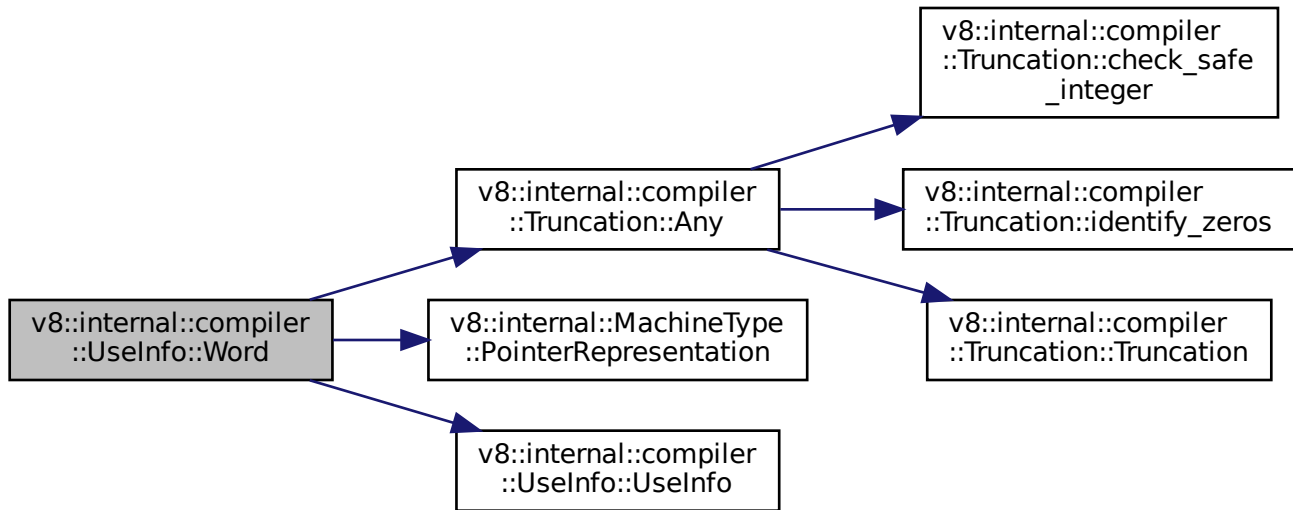 v8::internal::compiler
::Truncation::check_safe
_integer
v8::internal::compiler
::Truncation::Any
v8::internal::compiler
::Truncation::identify_zeros
v8::internal::compiler
::UseInfo::Word
v8::internal::MachineType
::PointerRepresentation
v8::internal::compiler
::Truncation::Truncation
v8::internal::compiler
::UseInfo::UseInfo